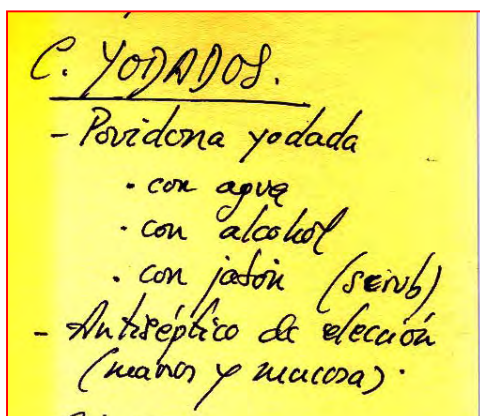 C. YODADOS.
- Povidona yodada
· con agua
· con alcohol
· con jabón (scrub)
- Antiséptico de elección
(manos y mucosa).